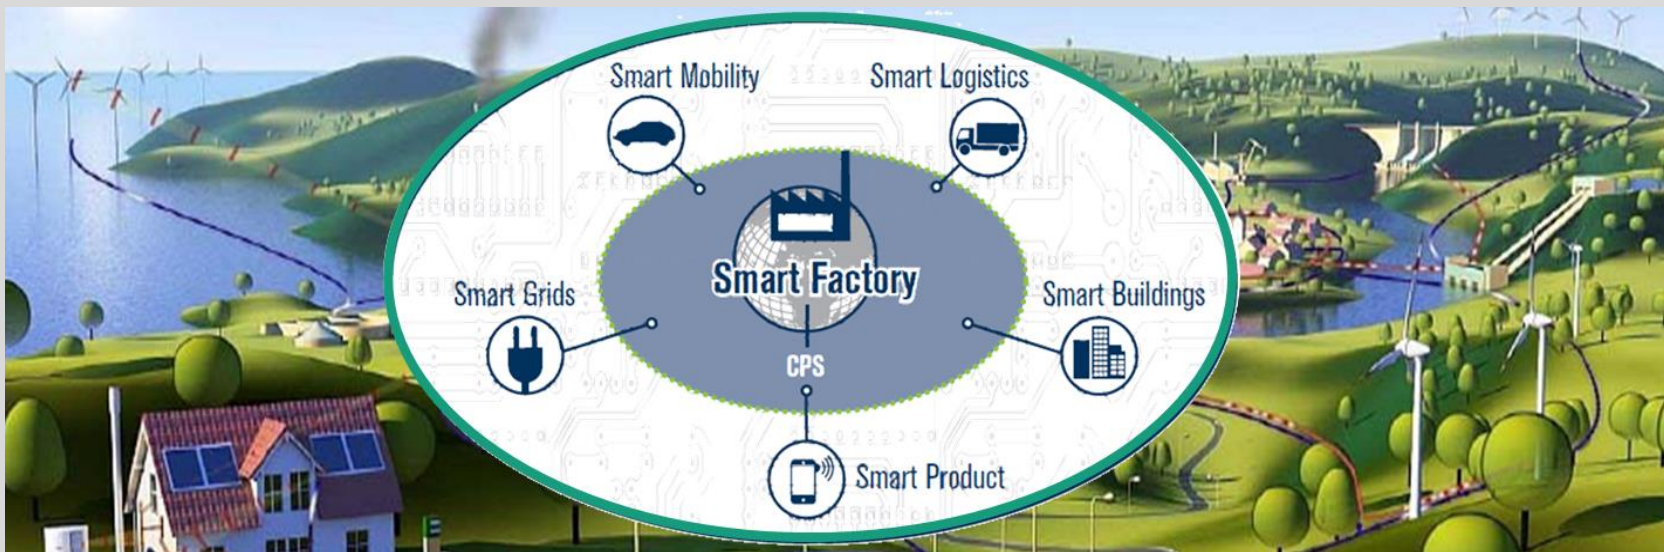 Smart Mobility
Smart Logistics
Smart Factory
Smart Grids
Smart Buildings
CPS
Smart Product